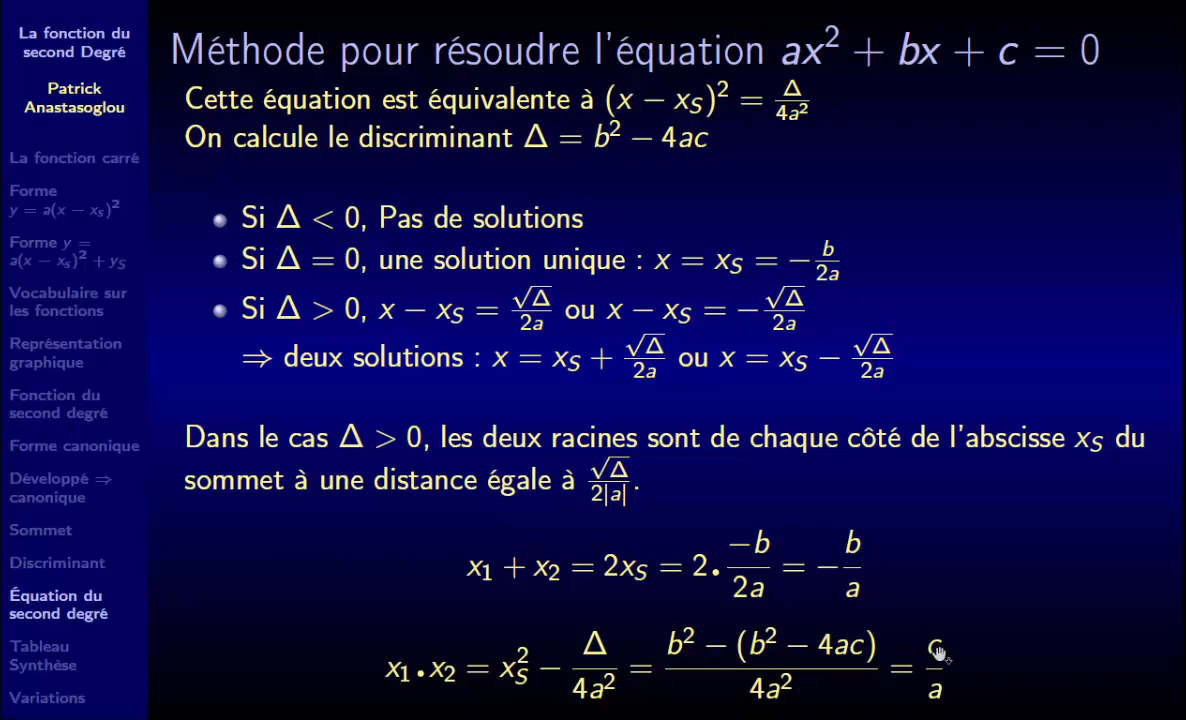 La fonction du
second Degré
Patrick
Anastasoglou
La fonction carré
Forme
y = a(x − x_S)²
Forme y =
a(x − x_s)² + y_S
Vocabulaire sur
les fonctions
Représentation
graphique
Fonction du
second degré
Forme canonique
Développé ⇒
canonique
Sommet
Discriminant
Équation du
second degré
Tableau
Synthèse
Variations
Méthode pour résoudre l'équation ax² + bx + c = 0
Cette équation est équivalente à (x − x_S)² = Δ/4a²
On calcule le discriminant Δ = b² − 4ac
Si Δ < 0, Pas de solutions
Si Δ = 0, une solution unique : x = x_S = −b/2a
Si Δ > 0, x − x_S = √Δ/2a ou x − x_S = −√Δ/2a
⇒ deux solutions : x = x_S + √Δ/2a ou x = x_S − √Δ/2a
Dans le cas Δ > 0, les deux racines sont de chaque côté de l'abscisse x_S du
sommet à une distance égale à √Δ/2|a|.
x₁ + x₂ = 2x_S = 2 • −b/2a = −b/a
x₁ • x₂ = x_S² − Δ/4a² = (b² − (b² − 4ac))/4a² = c/a